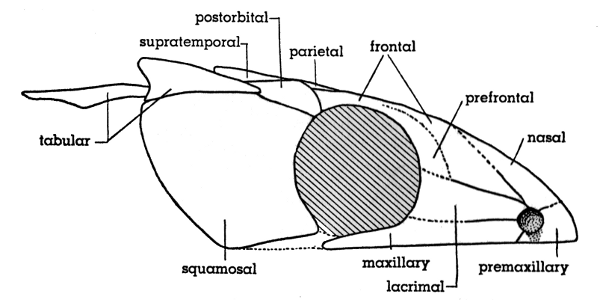 postorbital
supratemporal
parietal
frontal
prefrontal
nasal
tabular
squamosal
maxillary
lacrimal
premaxillary